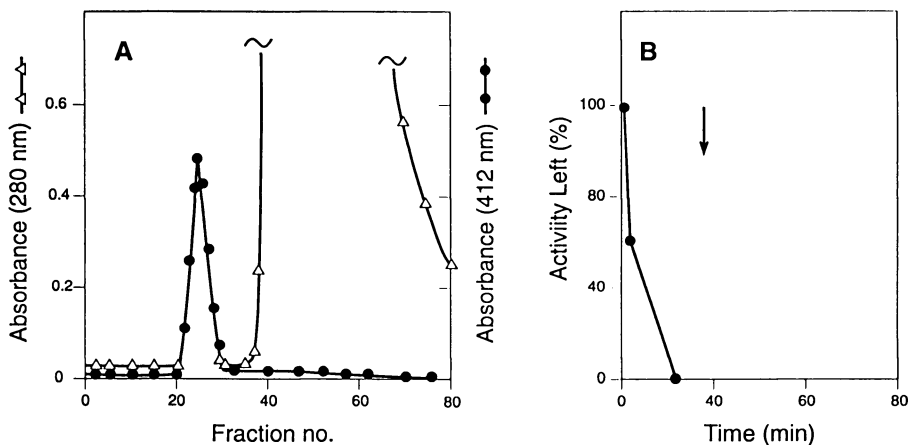 A
Absorbance (280 nm)
0.6
0.4
0.2
0
0 20 40 60 80
Fraction no.
Absorbance (412 nm)
B
Activiity Left (%)
100
80
40
0
0 20 40 60 80
Time (min)